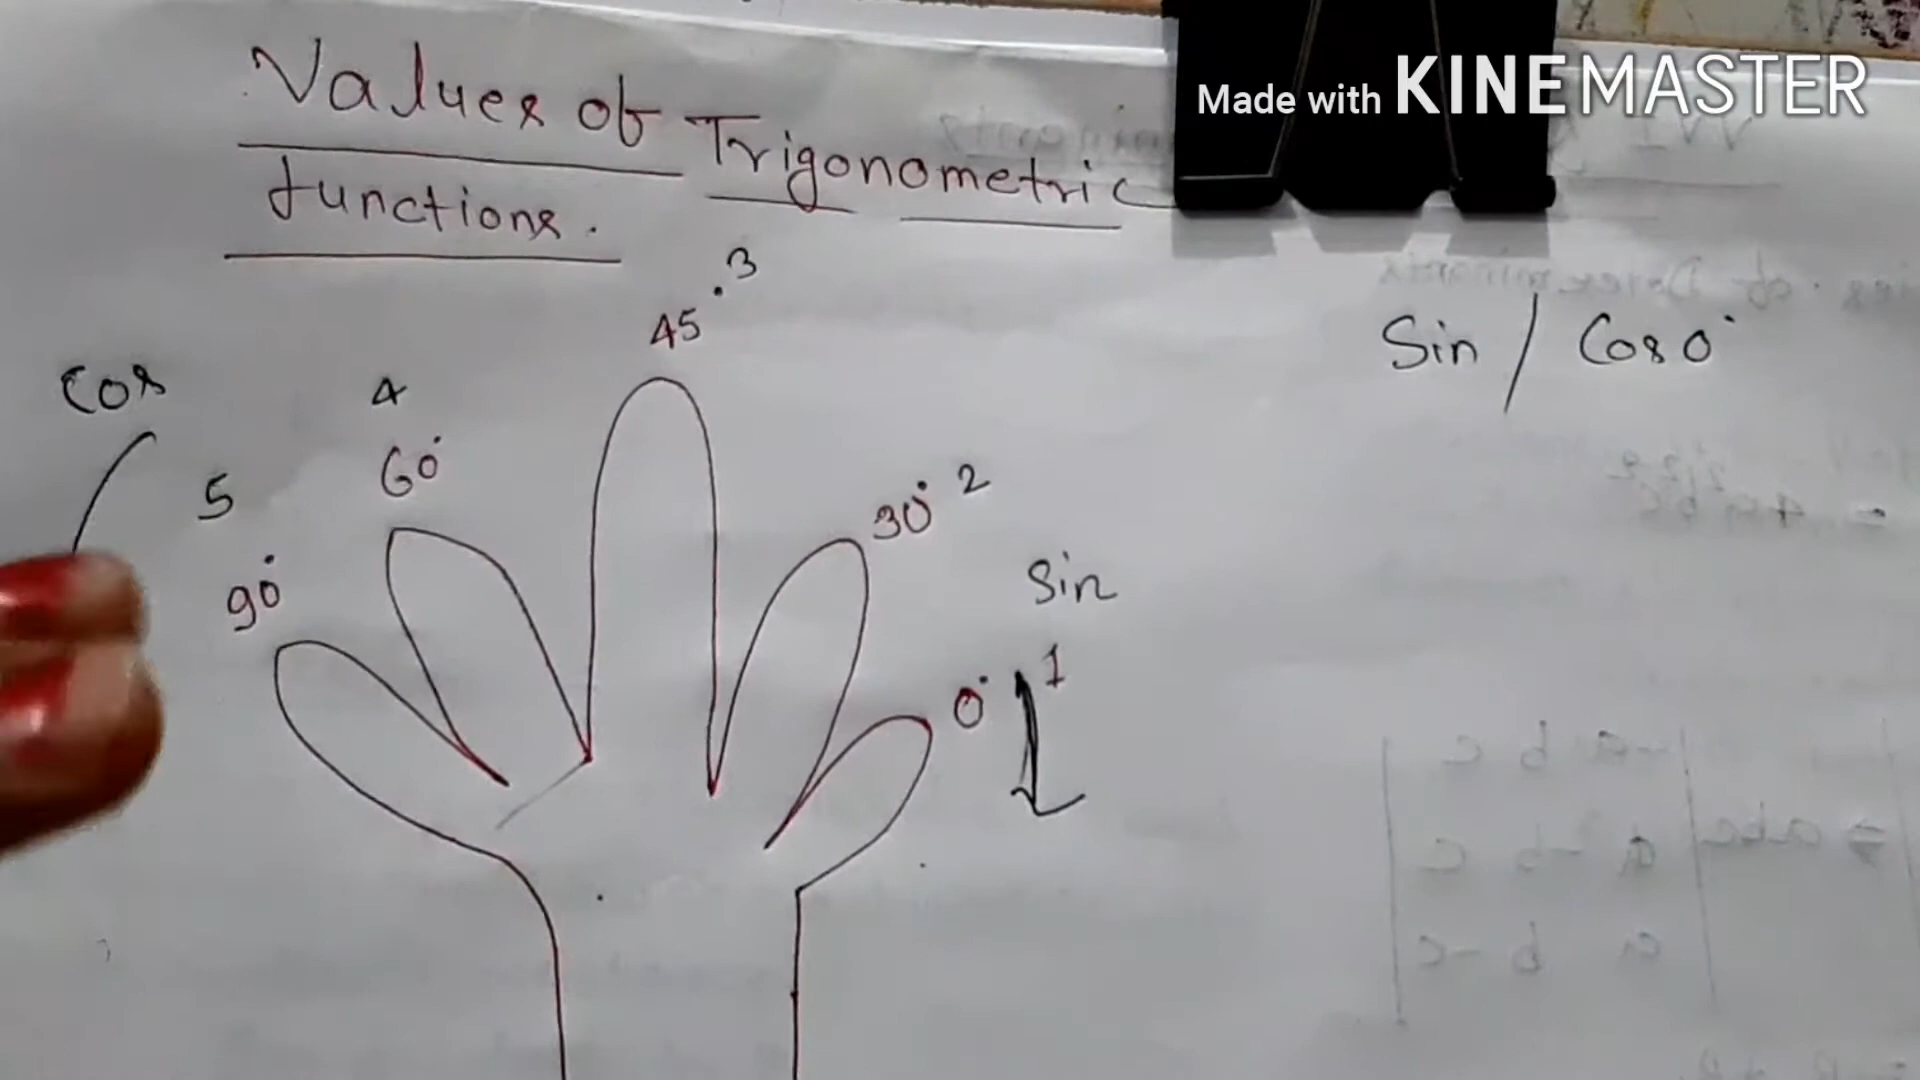 Made with KINEMASTER
Values of Trigonometric
functions.
45° 3
Sin / Cos 0°
Cos
4
60°
5
30° 2
90°
Sin
1
0°